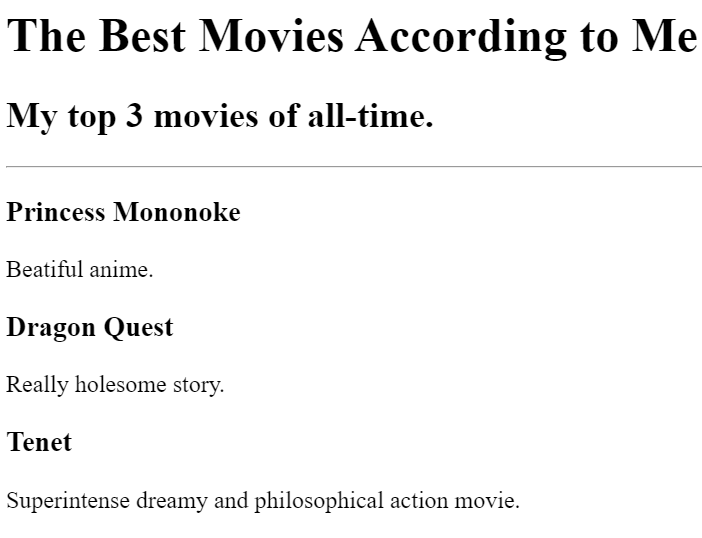 The Best Movies According to Me
My top 3 movies of all-time.
Princess Mononoke
Beatiful anime.
Dragon Quest
Really holesome story.
Tenet
Superintense dreamy and philosophical action movie.